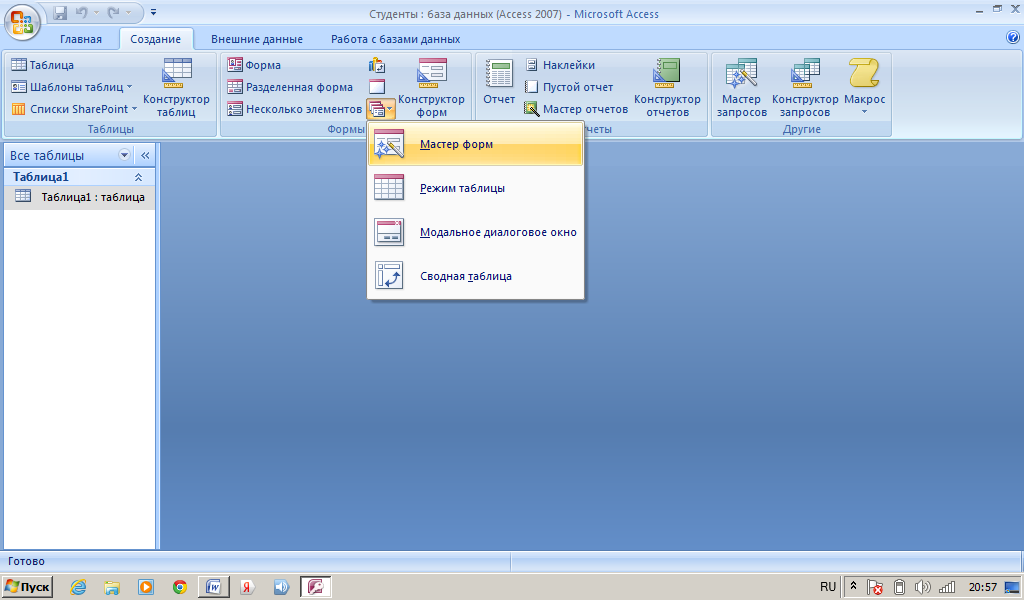 Студенты : база данных (Access 2007) - Microsoft Access
Главная Создание Внешние данные Работа с базами данных
Таблица
Шаблоны таблиц
Списки SharePoint
Конструктор таблиц
Таблицы
Форма
Разделенная форма
Несколько элементов
Конструктор форм
Формы
Отчет
Наклейки
Пустой отчет
Мастер отчетов
Конструктор отчетов
четы
Мастер запросов
Конструктор запросов
Макрос
Другие
Мастер форм
Режим таблицы
Модальное диалоговое окно
Сводная таблица
Все таблицы
Таблица1
Таблица1 : таблица
Готово
Пуск
RU
20:57